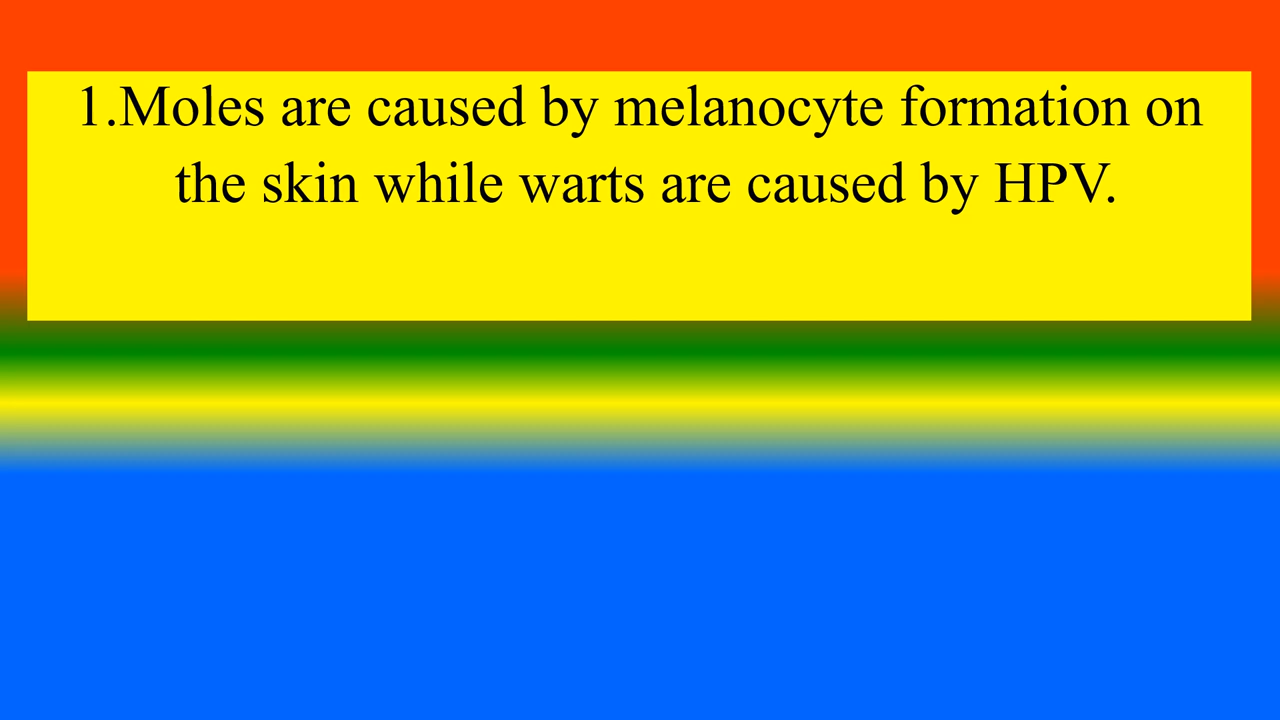 1.Moles are caused by melanocyte formation on
the skin while warts are caused by HPV.